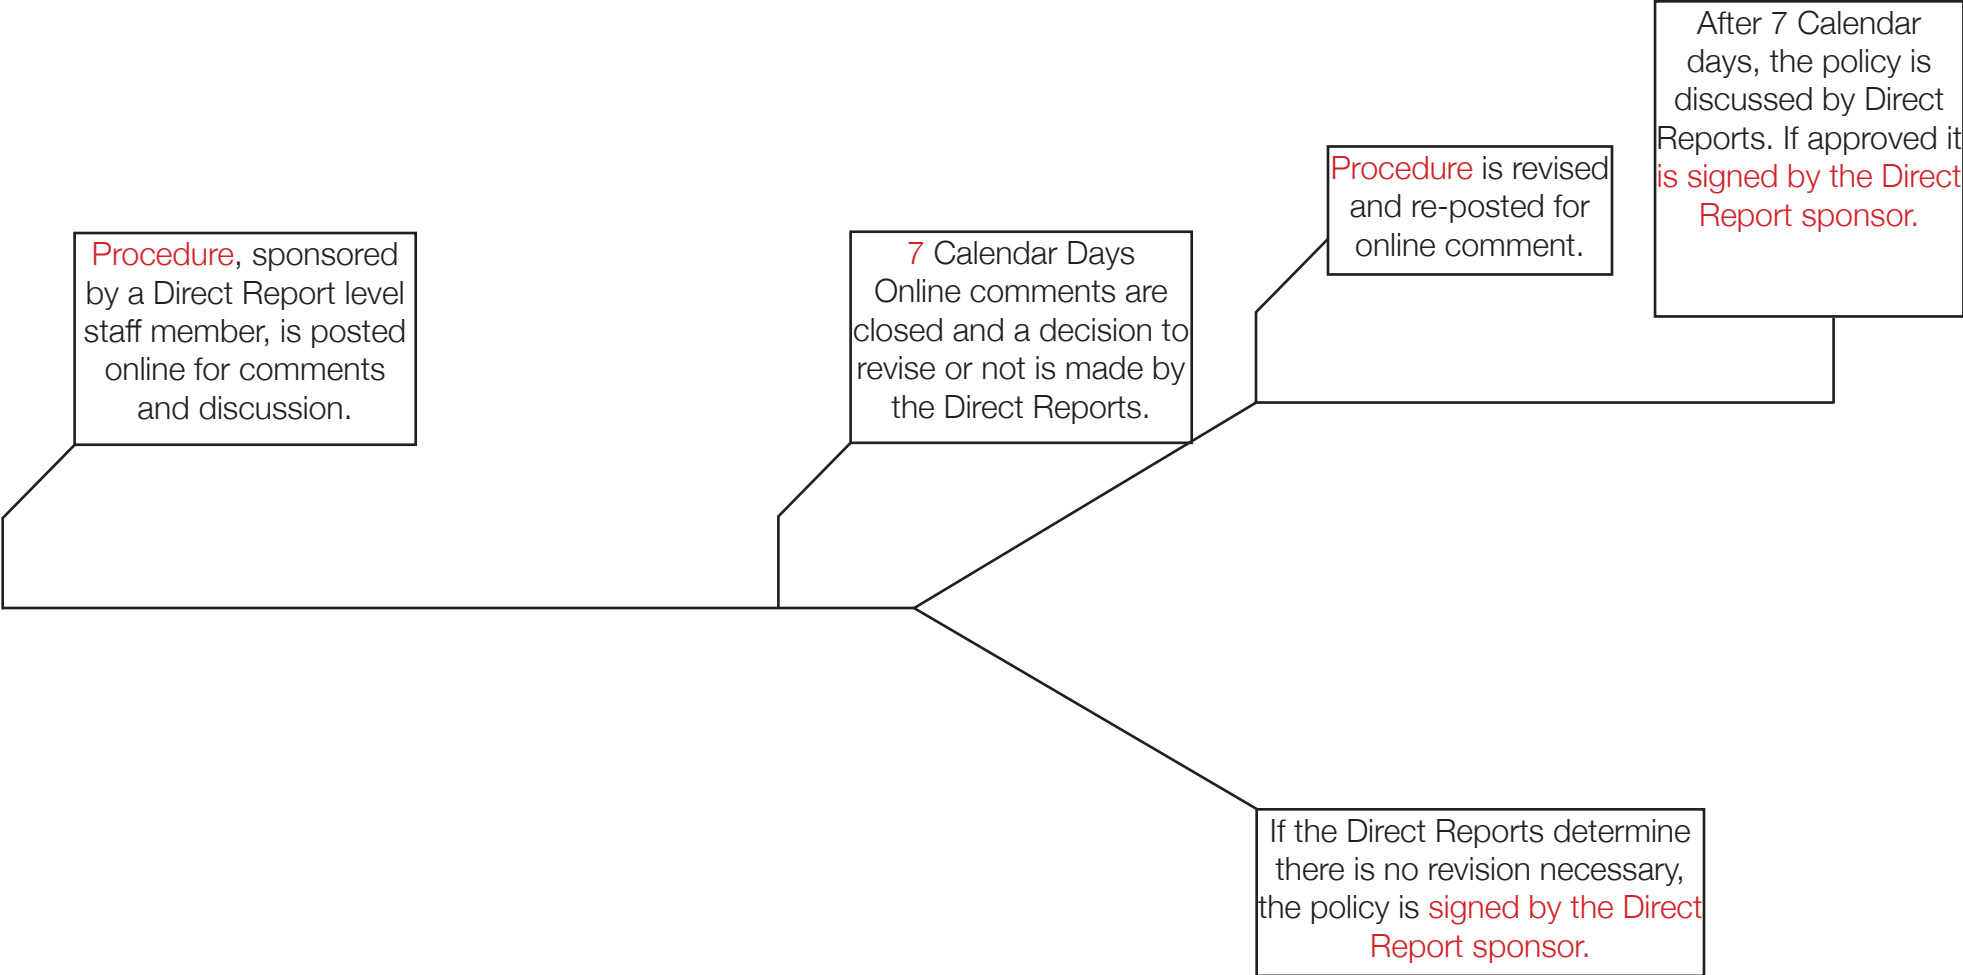 Procedure, sponsored
by a Direct Report level
staff member, is posted
online for comments
and discussion.
7 Calendar Days
Online comments are
closed and a decision to
revise or not is made by
the Direct Reports.
Procedure is revised
and re-posted for
online comment.
After 7 Calendar
days, the policy is
discussed by Direct
Reports. If approved it
is signed by the Direct
Report sponsor.
If the Direct Reports determine
there is no revision necessary,
the policy is signed by the Direct
Report sponsor.